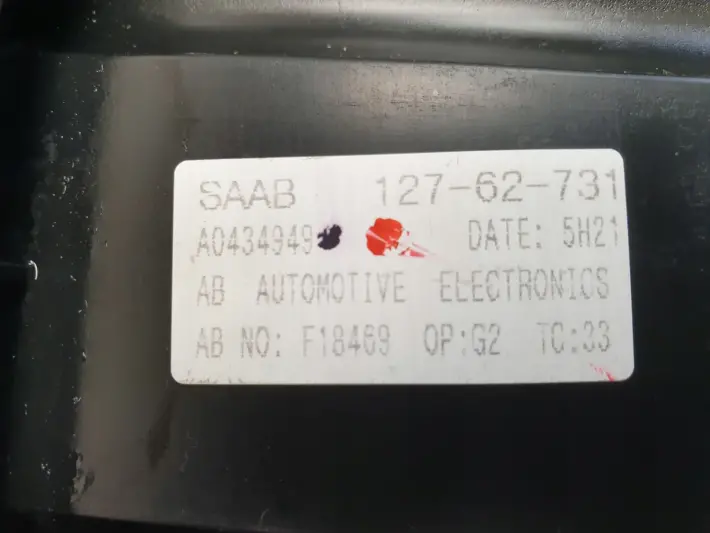 SAAB 127-62-731
A0434949 DATE: 5H21
AB AUTOMOTIVE ELECTRONICS
AB NO: F18469 OP:G2 TC:33